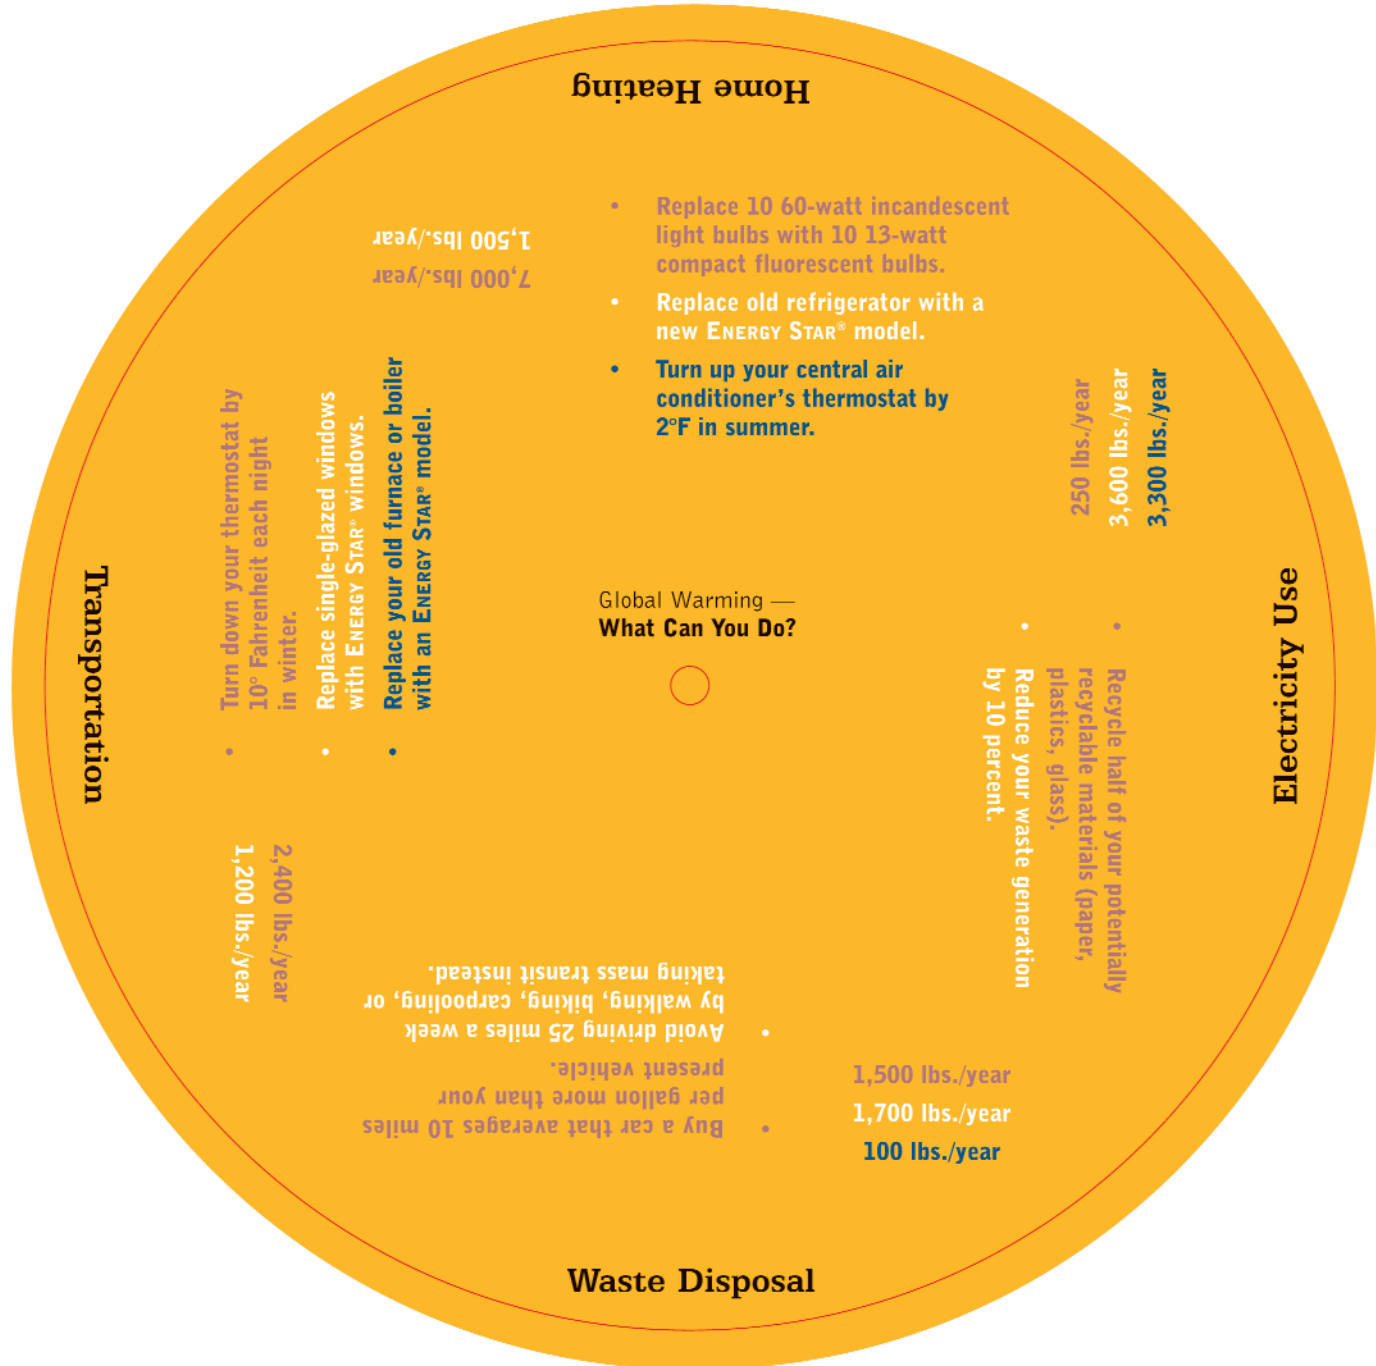 Home Heating
• Replace 10 60-watt incandescent
light bulbs with 10 13-watt
compact fluorescent bulbs.
• Replace old refrigerator with a
new ENERGY STAR® model.
• Turn up your central air
conditioner’s thermostat by
2°F in summer.
1,500 lbs./year
7,000 lbs./year
• Turn down your thermostat by
10° Fahrenheit each night
in winter.
• Replace single-glazed windows
with ENERGY STAR® windows.
• Replace your old furnace or boiler
with an ENERGY STAR® model.
250 lbs./year
3,600 lbs./year
3,300 lbs./year
Global Warming —
What Can You Do?
Transportation
Electricity Use
• Recycle half of your potentially
recyclable materials (paper,
plastics, glass).
• Reduce your waste generation
by 10 percent.
2,400 lbs./year
1,200 lbs./year
• Buy a car that averages 10 miles
per gallon more than your
present vehicle.
• Avoid driving 25 miles a week
by walking, biking, carpooling, or
taking mass transit instead.
1,500 lbs./year
1,700 lbs./year
100 lbs./year
Waste Disposal